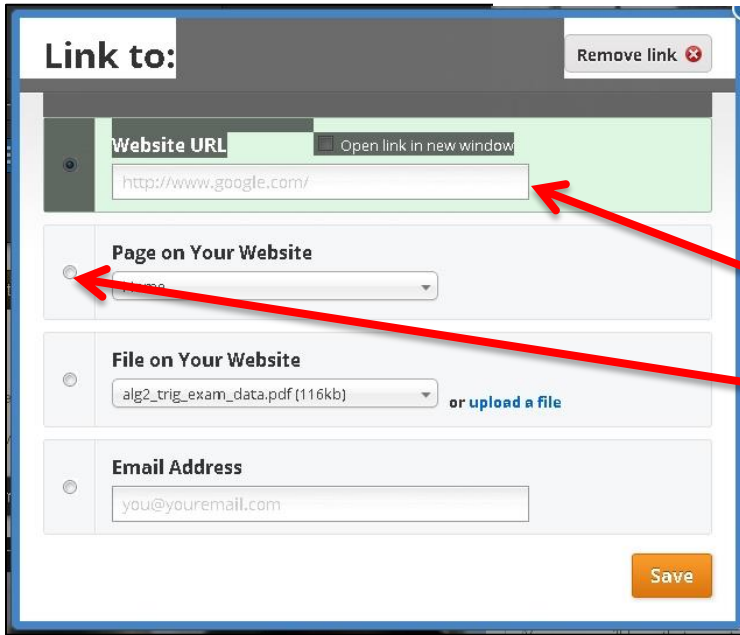 Link to:
Remove link
Website URL
Open link in new window
http://www.google.com/
Page on Your Website
Home
File on Your Website
alg2_trig_exam_data.pdf (116kb)
or upload a file
Email Address
you@youremail.com
Save